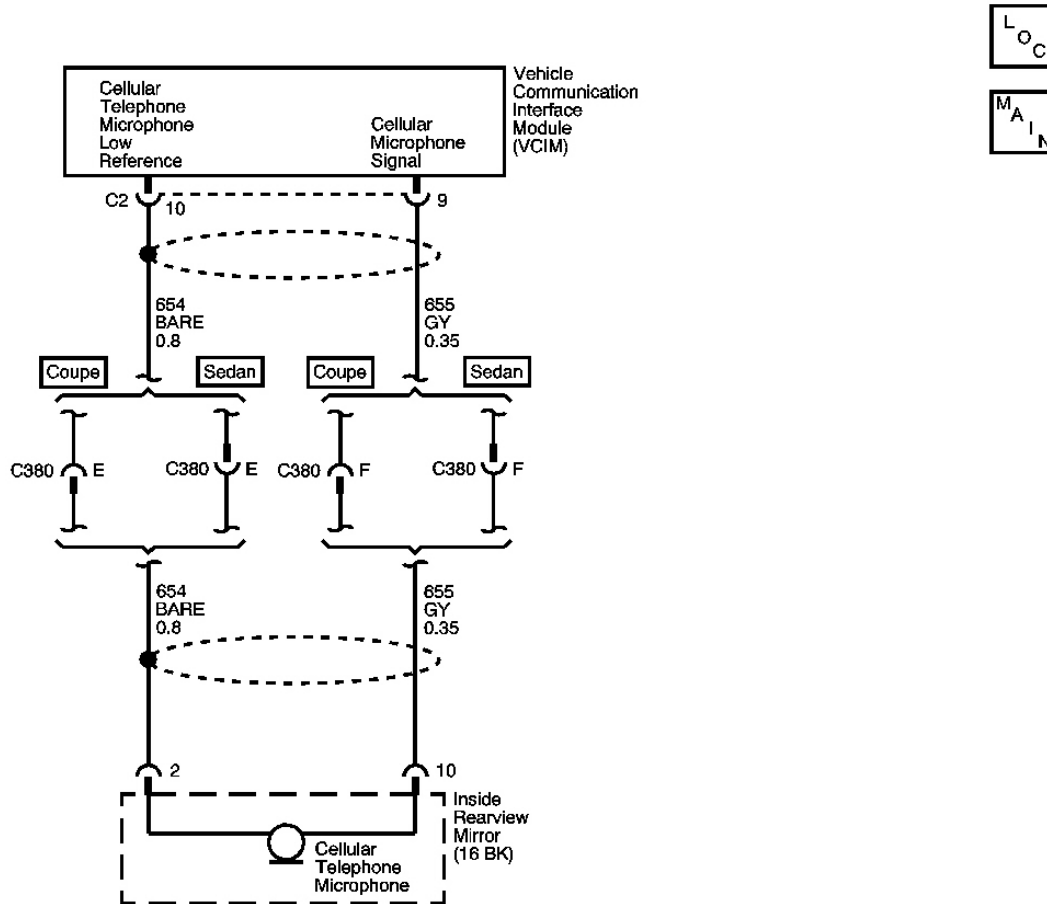 L
O
C
M
A
I
N
Cellular
Telephone
Microphone
Low
Reference
Cellular
Microphone
Signal
Vehicle
Communication
Interface
Module
(VCIM)
C2
10
9
654
BARE
0.8
655
GY
0.35
Coupe
Sedan
Coupe
Sedan
C380
E
C380
E
C380
F
C380
F
654
BARE
0.8
655
GY
0.35
2
10
Inside
Rearview
Mirror
(16 BK)
Cellular
Telephone
Microphone